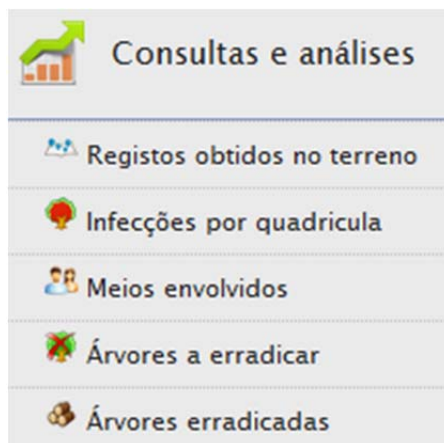 Consultas e análises
Registos obtidos no terreno
Infecções por quadricula
Meios envolvidos
Árvores a erradicar
Árvores erradicadas